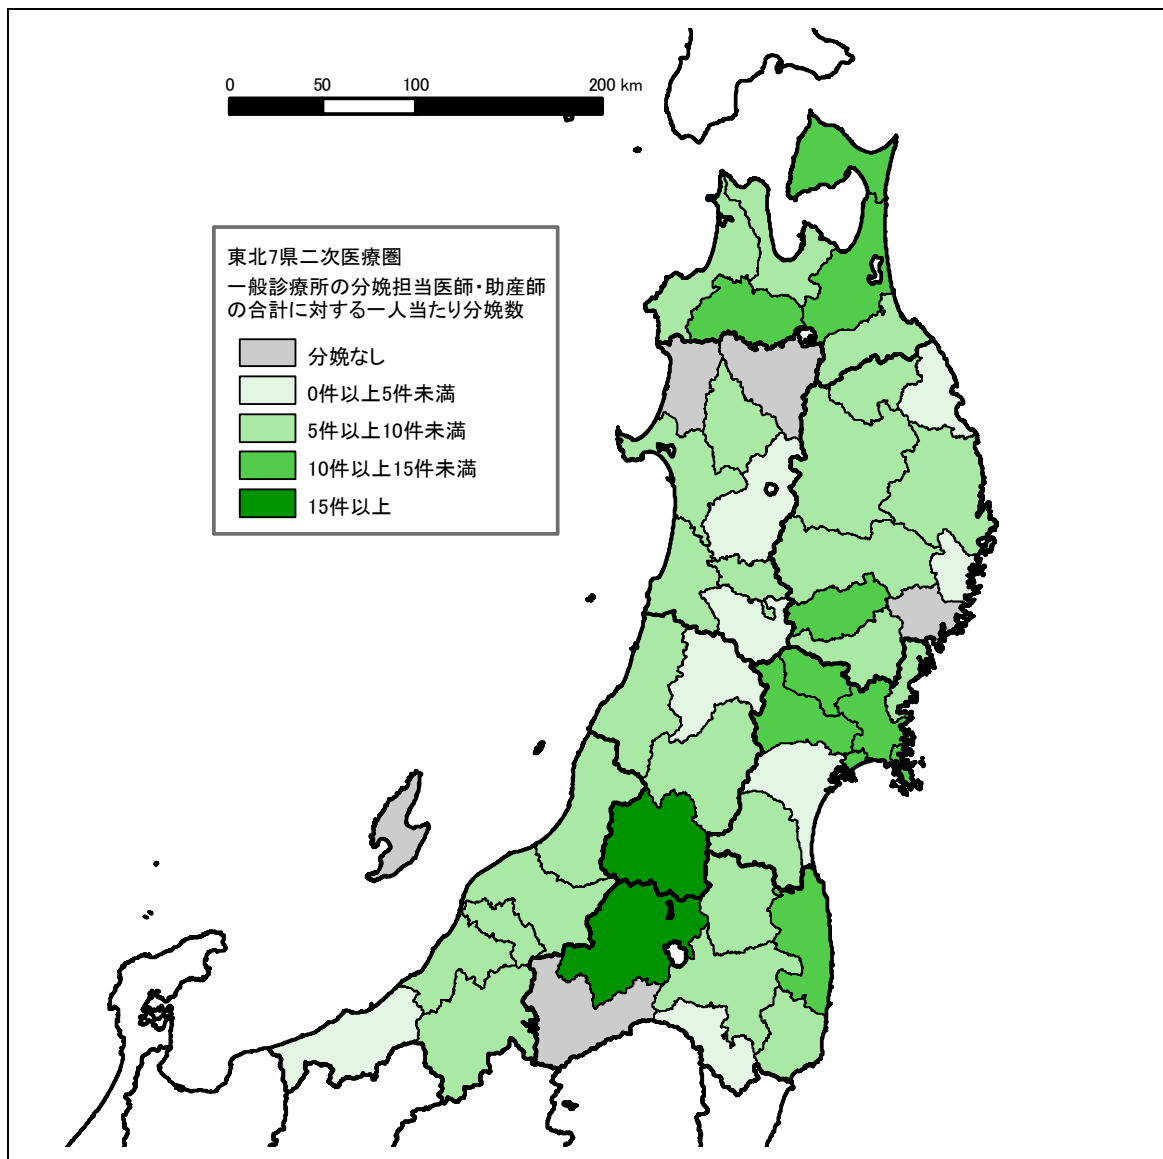 0 50 100 200 km
東北7県二次医療圏
一般診療所の分娩担当医師・助産師
の合計に対する一人当たり分娩数
分娩なし
0件以上5件未満
5件以上10件未満
10件以上15件未満
15件以上